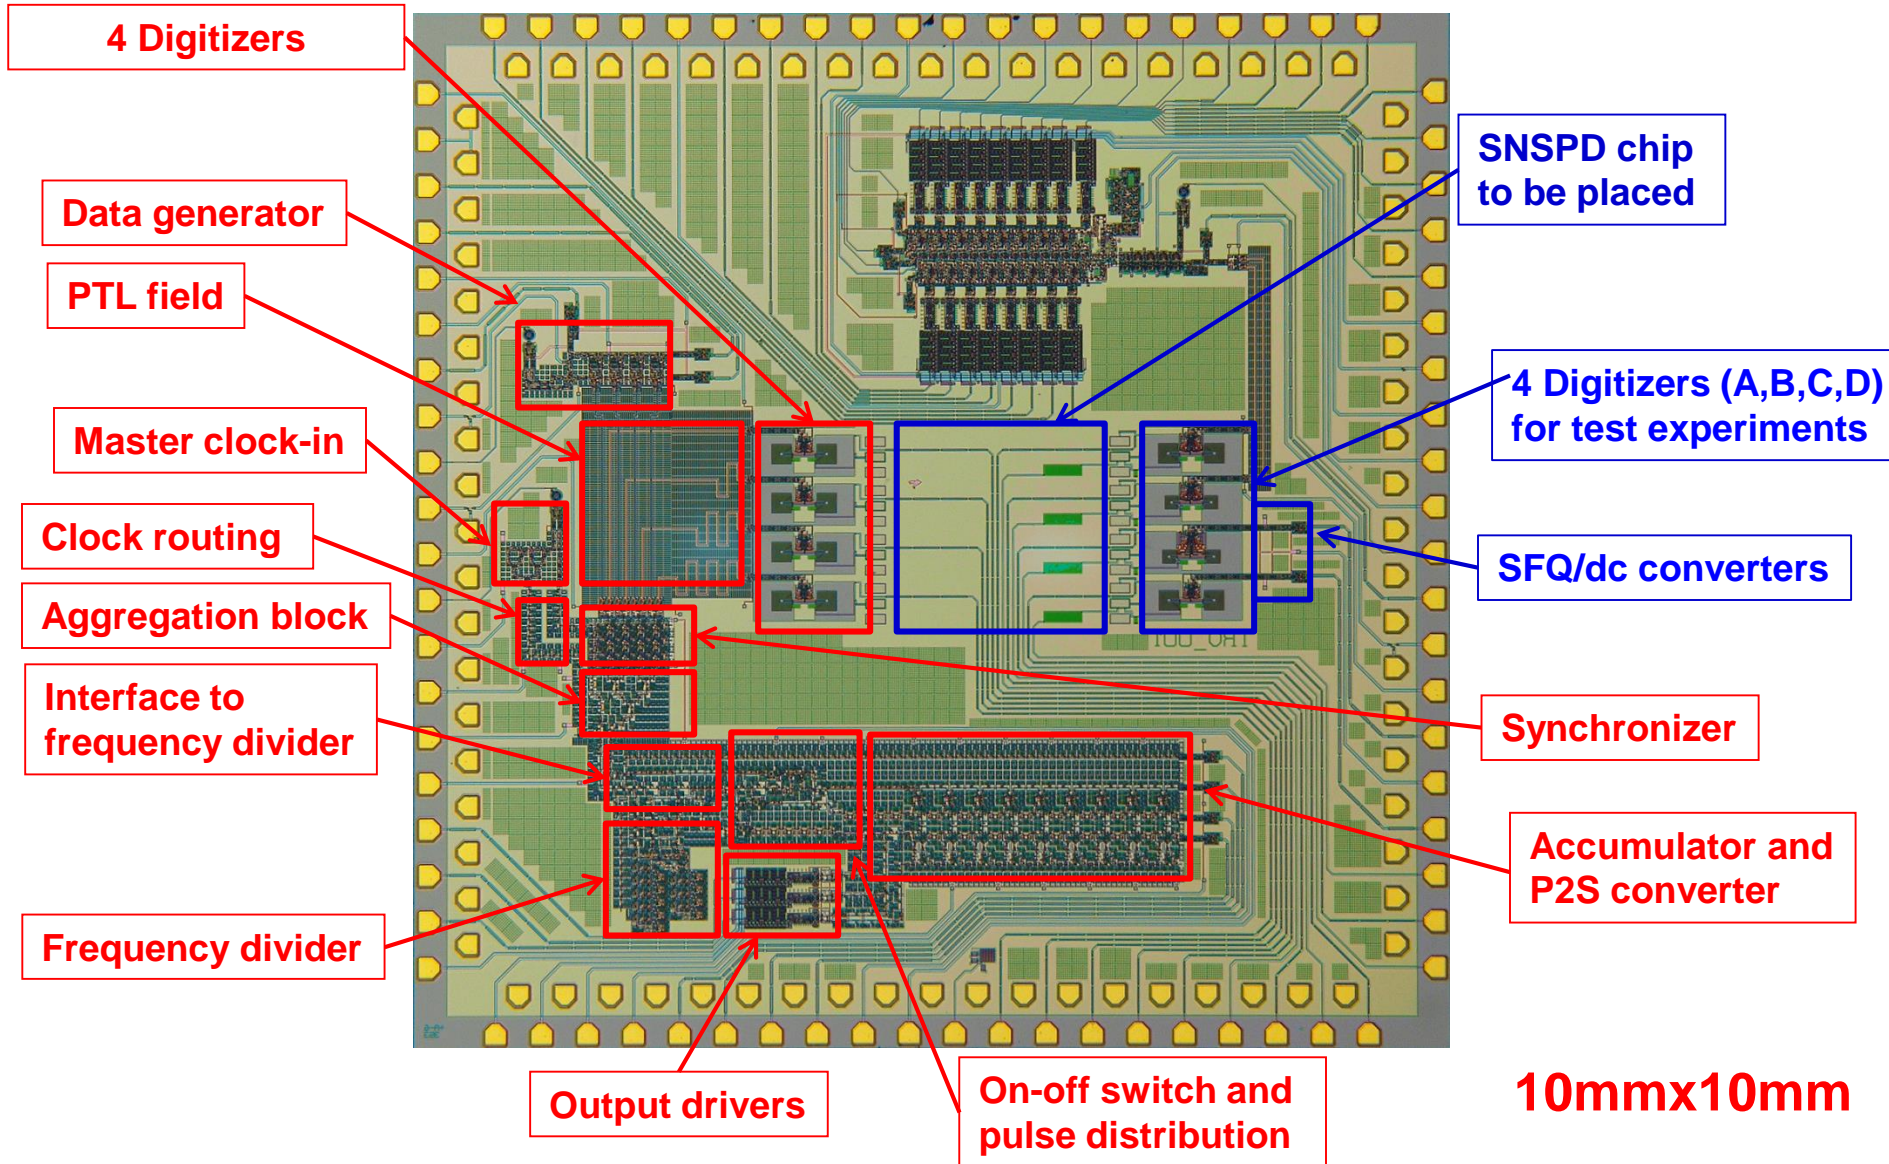 4 Digitizers
Data generator
PTL field
Master clock-in
Clock routing
Aggregation block
Interface to
frequency divider
Frequency divider
Output drivers
On-off switch and
pulse distribution
SNSPD chip
to be placed
4 Digitizers (A,B,C,D)
for test experiments
SFQ/dc converters
Synchronizer
Accumulator and
P2S converter
10mmx10mm